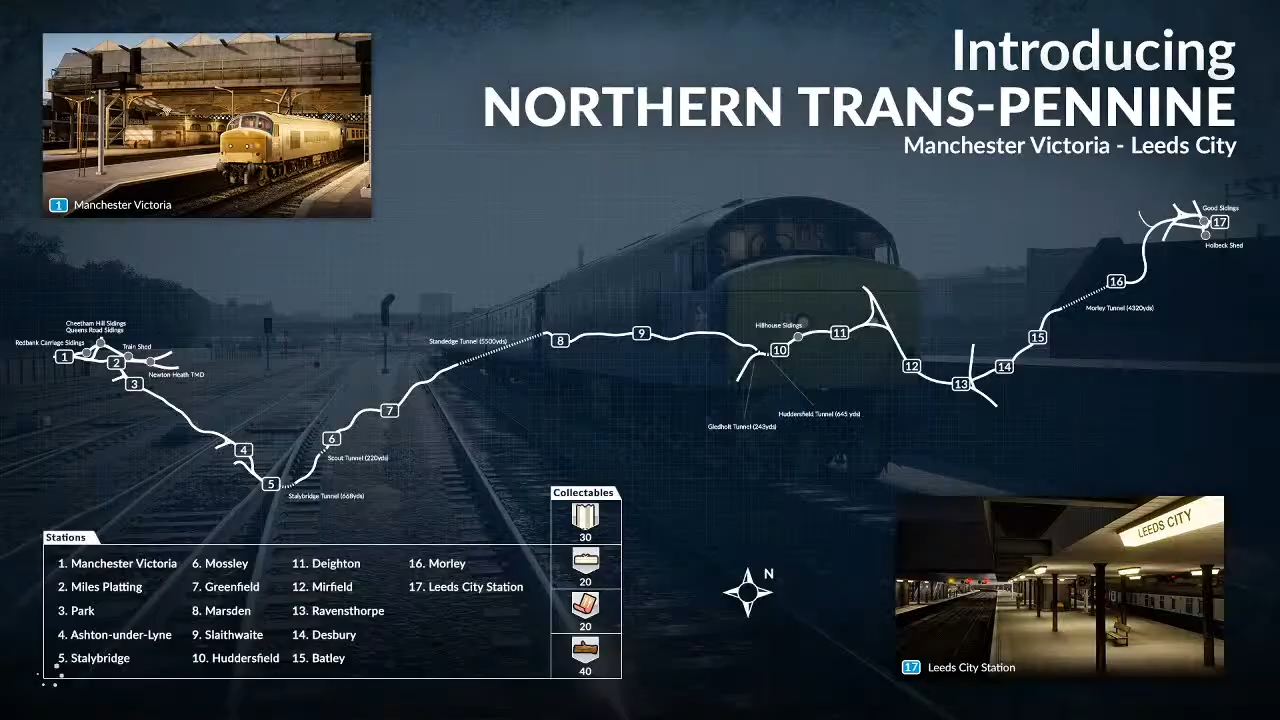 Introducing
NORTHERN TRANS-PENNINE
Manchester Victoria - Leeds City
1 Manchester Victoria
Good Sidings
17
Holbeck Shed
16
Morley Tunnel (4320yds)
Cheetham Hill Sidings
Queens Road Sidings
Redbank Carriage Sidings
Train Shed
1
2
Newton Heath TMD
3
Standedge Tunnel (5500yds)
8
9
Hillhouse Sidings
10
11
15
12
13
14
7
Huddersfield Tunnel (645 yds)
Gledholt Tunnel (243yds)
6
4
Scout Tunnel (220yds)
5
Stalybridge Tunnel (668yds)
Stations
1. Manchester Victoria
2. Miles Platting
3. Park
4. Ashton-under-Lyne
5. Stalybridge
6. Mossley
7. Greenfield
8. Marsden
9. Slaithwaite
10. Huddersfield
11. Deighton
12. Mirfield
13. Ravensthorpe
14. Desbury
15. Batley
16. Morley
17. Leeds City Station
Collectables
30
20
20
40
N
LEEDS CITY
17 Leeds City Station